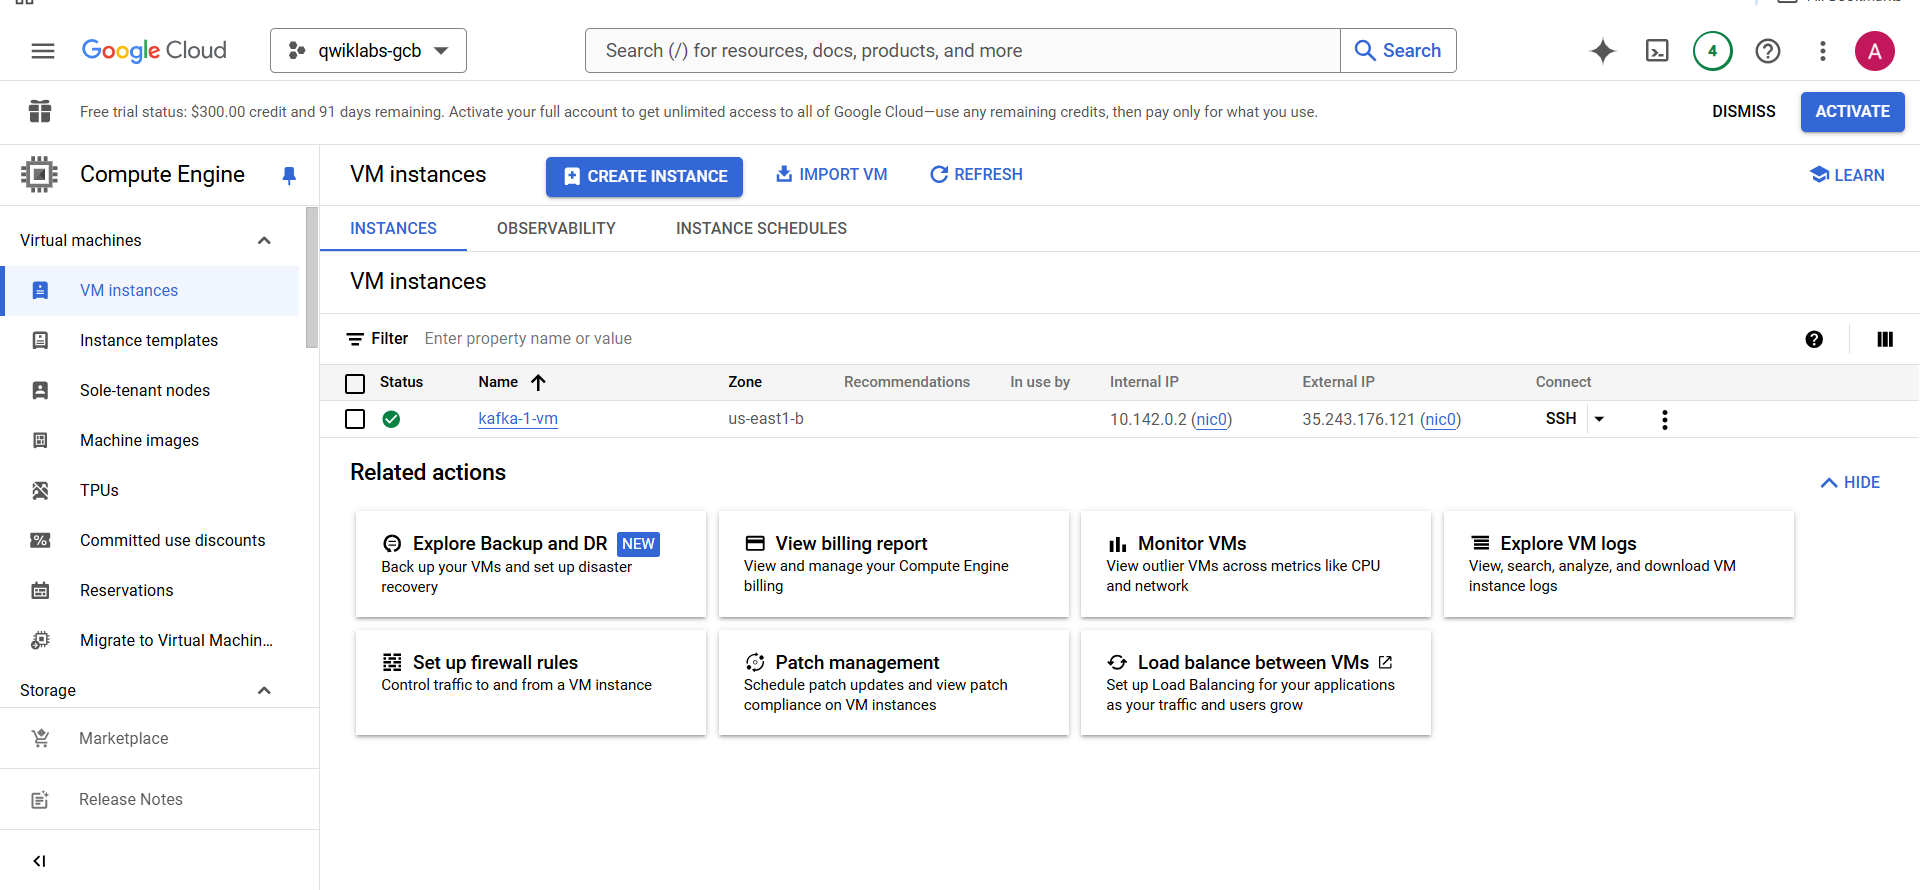 Google Cloud
qwiklabs-gcb
Search (/) for resources, docs, products, and more
Search
4
A
Free trial status: $300.00 credit and 91 days remaining. Activate your full account to get unlimited access to all of Google Cloud—use any remaining credits, then pay only for what you use.
DISMISS
ACTIVATE
Compute Engine
VM instances
CREATE INSTANCE
IMPORT VM
REFRESH
LEARN
Virtual machines
VM instances
Instance templates
Sole-tenant nodes
Machine images
TPUs
Committed use discounts
Reservations
Migrate to Virtual Machin...
Storage
Marketplace
Release Notes
INSTANCES
OBSERVABILITY
INSTANCE SCHEDULES
VM instances
Filter
Enter property name or value
Status
Name
Zone
Recommendations
In use by
Internal IP
External IP
Connect
kafka-1-vm
us-east1-b
10.142.0.2 (nic0)
35.243.176.121 (nic0)
SSH
Related actions
HIDE
Explore Backup and DR
NEW
Back up your VMs and set up disaster
recovery
View billing report
View and manage your Compute Engine
billing
Monitor VMs
View outlier VMs across metrics like CPU
and network
Explore VM logs
View, search, analyze, and download VM
instance logs
Set up firewall rules
Control traffic to and from a VM instance
Patch management
Schedule patch updates and view patch
compliance on VM instances
Load balance between VMs
Set up Load Balancing for your applications
as your traffic and users grow